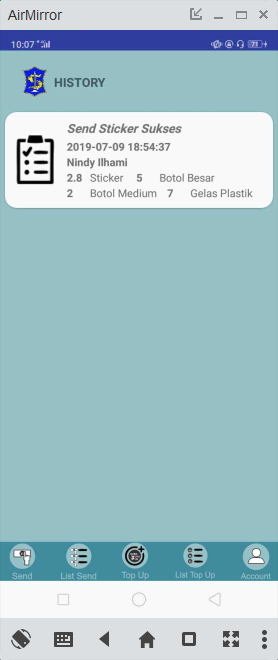 AirMirror
10:07
HISTORY
Send Sticker Sukses
2019-07-09 18:54:37
Nindy Ilhami
2.8 Sticker 5 Botol Besar
2 Botol Medium 7 Gelas Plastik
Send List Send Top Up List Top Up Account